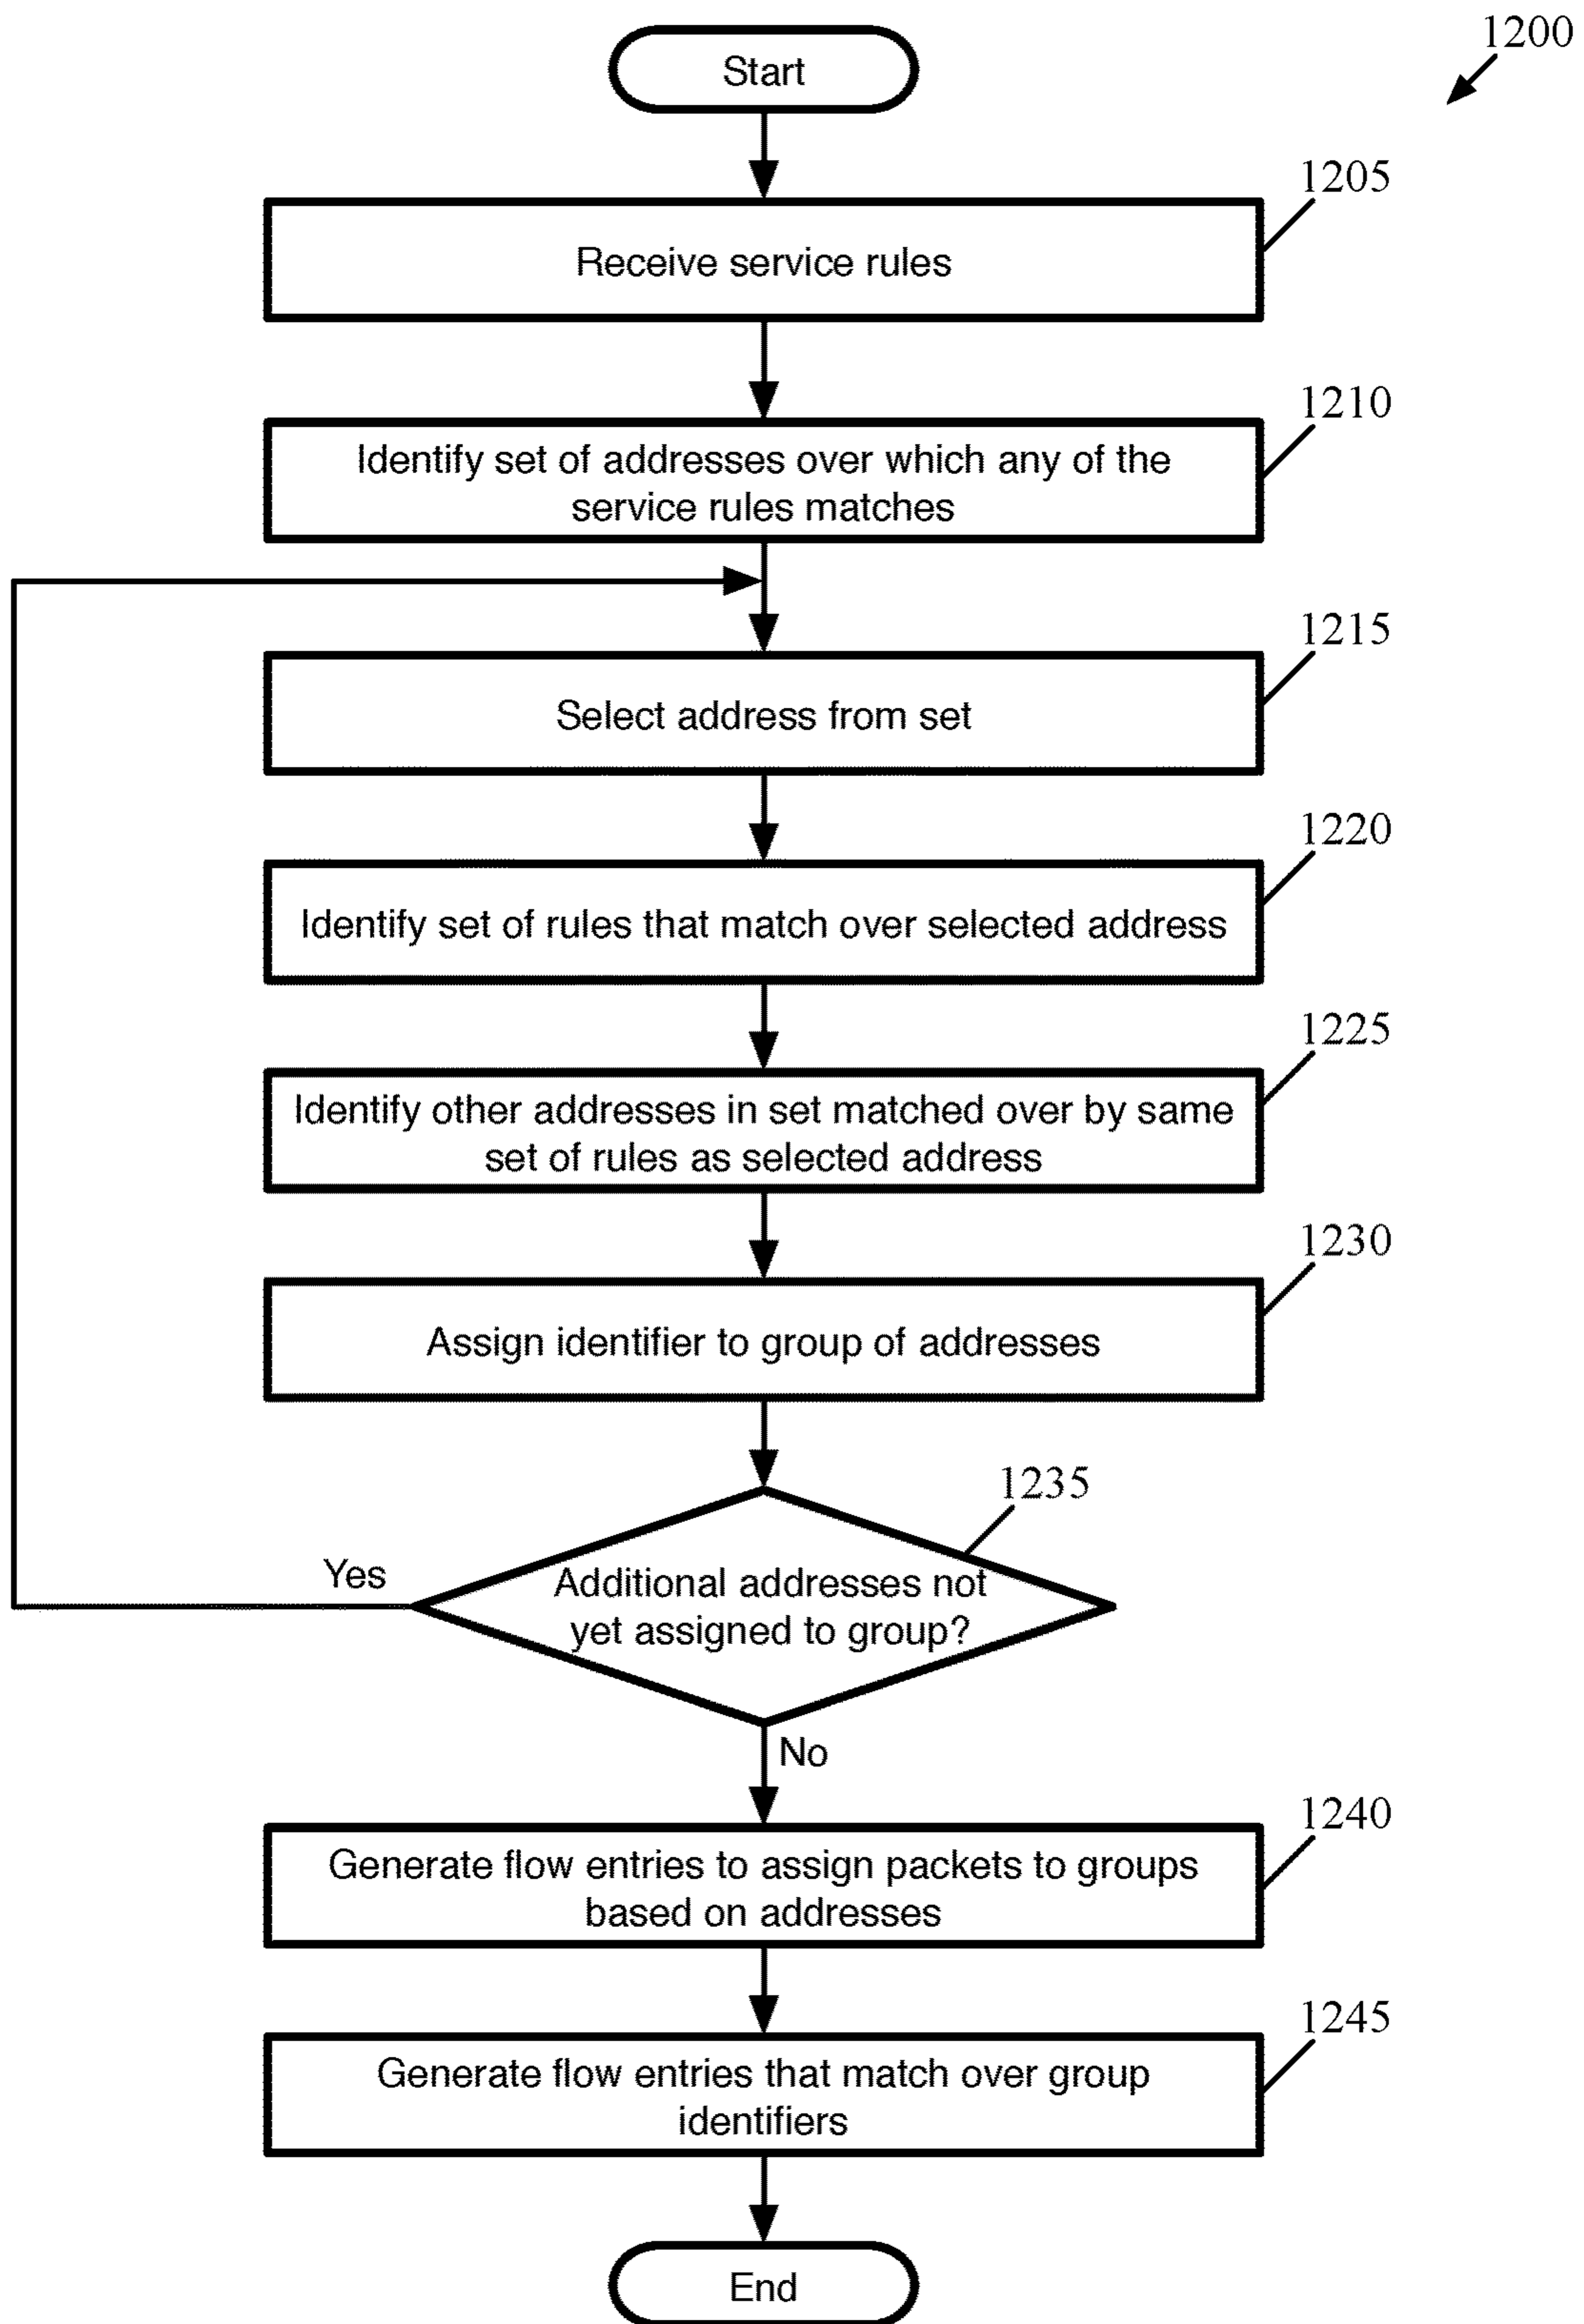 1200
Start
1205
Receive service rules
1210
Identify set of addresses over which any of the
service rules matches
1215
Select address from set
1220
Identify set of rules that match over selected address
1225
Identify other addresses in set matched over by same
set of rules as selected address
1230
Assign identifier to group of addresses
1235
Additional addresses not
yet assigned to group?
Yes
No
1240
Generate flow entries to assign packets to groups
based on addresses
1245
Generate flow entries that match over group
identifiers
End